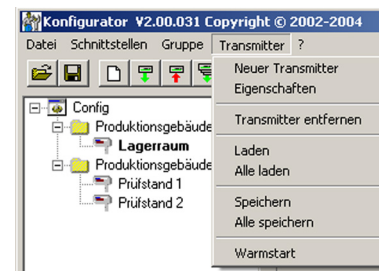 Konfigurator V2.00.031 Copyright © 2002-2004
Datei Schnittstellen Gruppe Transmitter ?
Neuer Transmitter
Eigenschaften
Transmitter entfernen
Laden
Alle laden
Speichern
Alle speichern
Warmstart
Config
Produktionsgebäude
Lagerraum
Produktionsgebäude
Prüfstand 1
Prüfstand 2